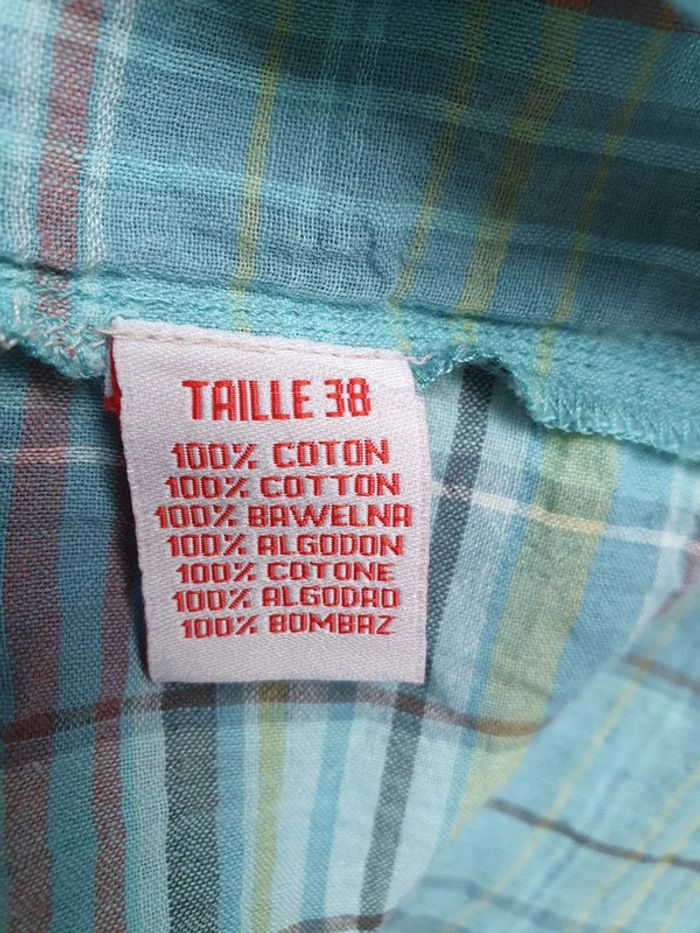 TAILLE 38
100% COTON
100% COTTON
100% BAWELNA
100% ALGODON
100% COTONE
100% ALGODAO
100% BOMBAZ